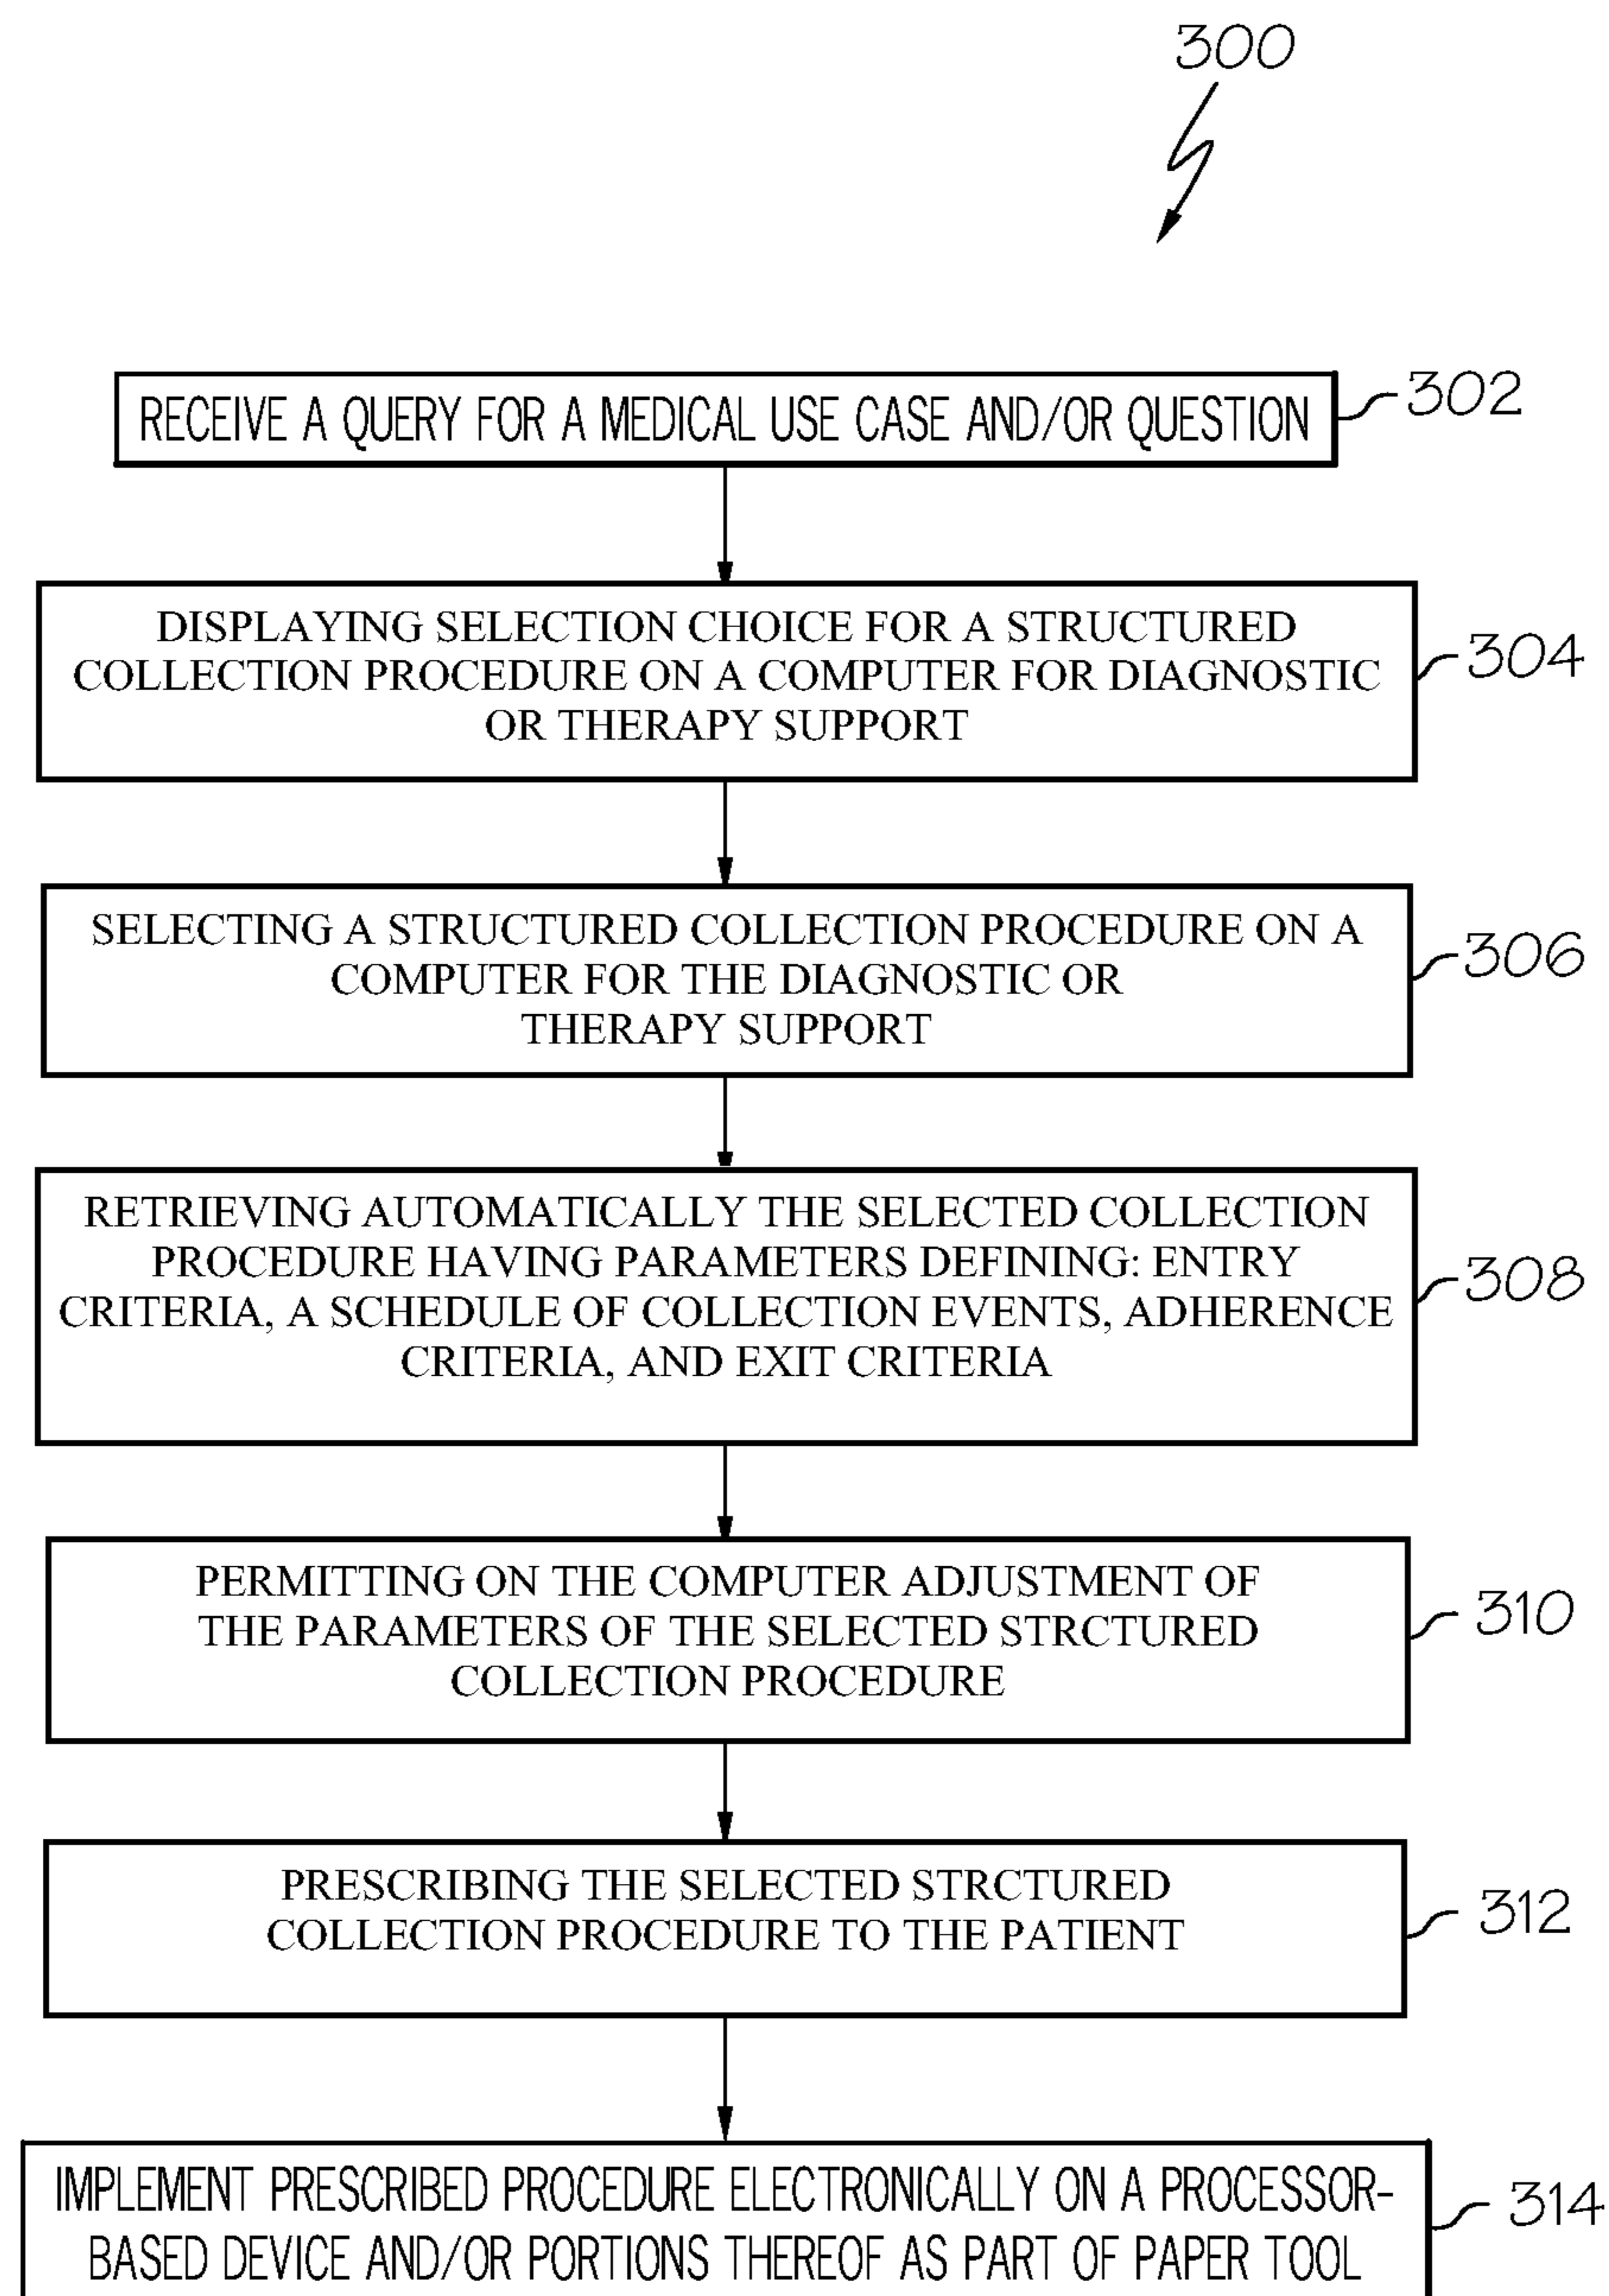 300
RECEIVE A QUERY FOR A MEDICAL USE CASE AND/OR QUESTION
302
DISPLAYING SELECTION CHOICE FOR A STRUCTURED
COLLECTION PROCEDURE ON A COMPUTER FOR DIAGNOSTIC
OR THERAPY SUPPORT
304
SELECTING A STRUCTURED COLLECTION PROCEDURE ON A
COMPUTER FOR THE DIAGNOSTIC OR
THERAPY SUPPORT
306
RETRIEVING AUTOMATICALLY THE SELECTED COLLECTION
PROCEDURE HAVING PARAMETERS DEFINING: ENTRY
CRITERIA, A SCHEDULE OF COLLECTION EVENTS, ADHERENCE
CRITERIA, AND EXIT CRITERIA
308
PERMITTING ON THE COMPUTER ADJUSTMENT OF
THE PARAMETERS OF THE SELECTED STRCTURED
COLLECTION PROCEDURE
310
PRESCRIBING THE SELECTED STRCTURED
COLLECTION PROCEDURE TO THE PATIENT
312
IMPLEMENT PRESCRIBED PROCEDURE ELECTRONICALLY ON A PROCESSOR-
BASED DEVICE AND/OR PORTIONS THEREOF AS PART OF PAPER TOOL
314